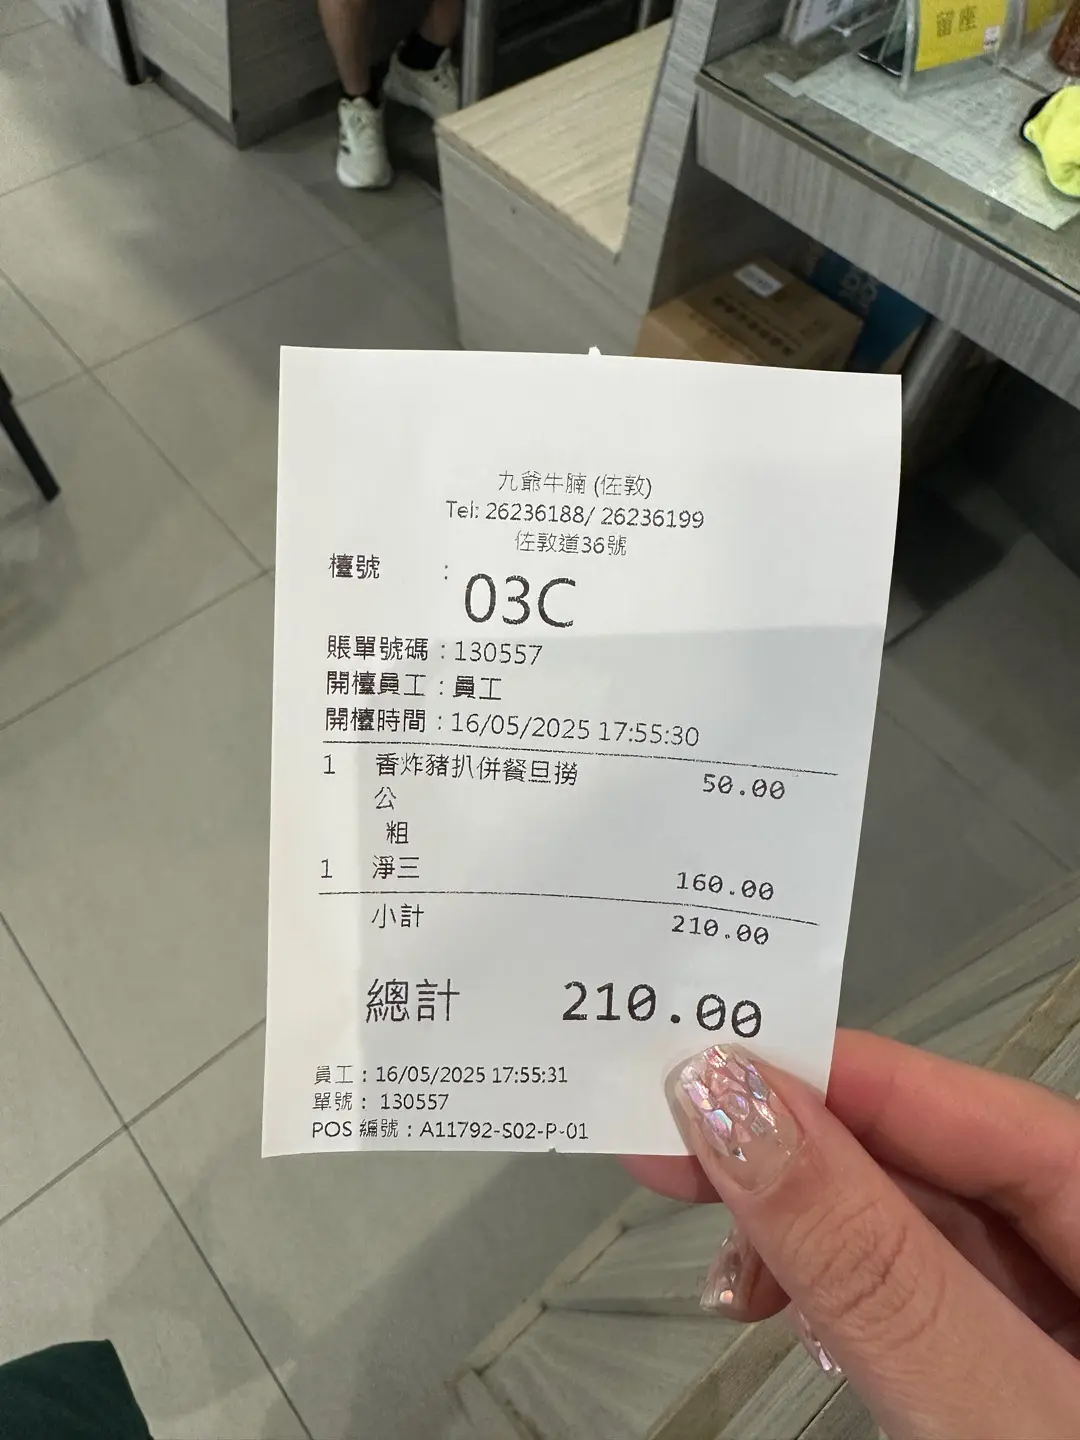 留座
九爺牛腩 (佐敦)
Tel: 26236188/ 26236199
佐敦道36號
檯號 :
03C
賬單號碼 : 130557
開檯員工 : 員工
開檯時間 : 16/05/2025 17:55:30
1 香炸豬扒併餐旦撈 50.00
公
粗
1 淨三 160.00
小計 210.00
總計 210.00
員工 : 16/05/2025 17:55:31
單號 : 130557
POS 編號 : A11792-S02-P-01